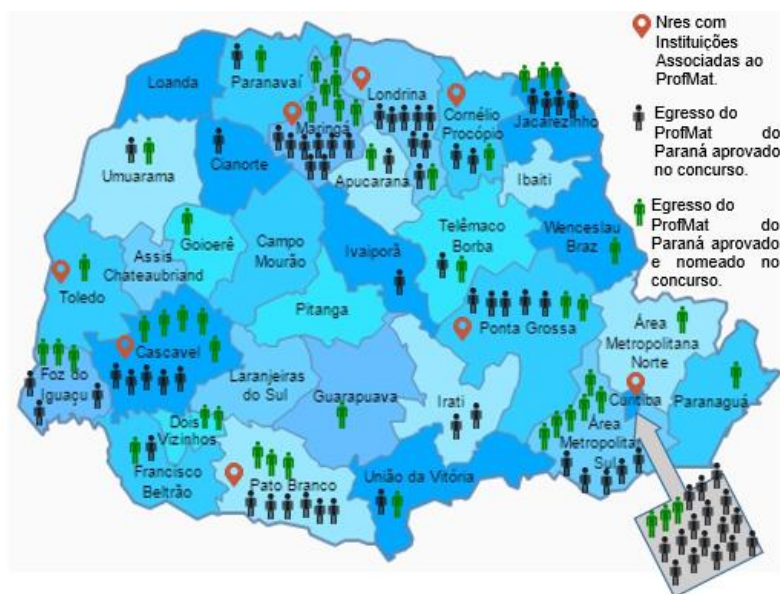 Nres com
Instituições
Associadas ao
ProfMat.
Egresso do
ProfMat do
Paraná aprovado
no concurso.
Egresso do
ProfMat do
Paraná aprovado
e nomeado no
concurso.
Loanda
Paranavaí
Maringá
Londrina
Cornélio
Procópio
Jacarezinho
Umuarama
Cianorte
Apucarana
Ibaiti
Goioerê
Campo
Mourão
Ivaiporã
Telêmaco
Borba
Wenceslau
Braz
Assis
Châteaubriand
Toledo
Pitanga
Ponta Grossa
Área
Metropolitana
Norte
Cascavel
Foz do
Iguaçu
Laranjeiras
do Sul
Guarapuava
Irati
Curitiba
Paranaguá
Área
Metropolitana
Sul
Dois
Vizinhos
Francisco
Beltrão
Pato Branco
União da Vitória